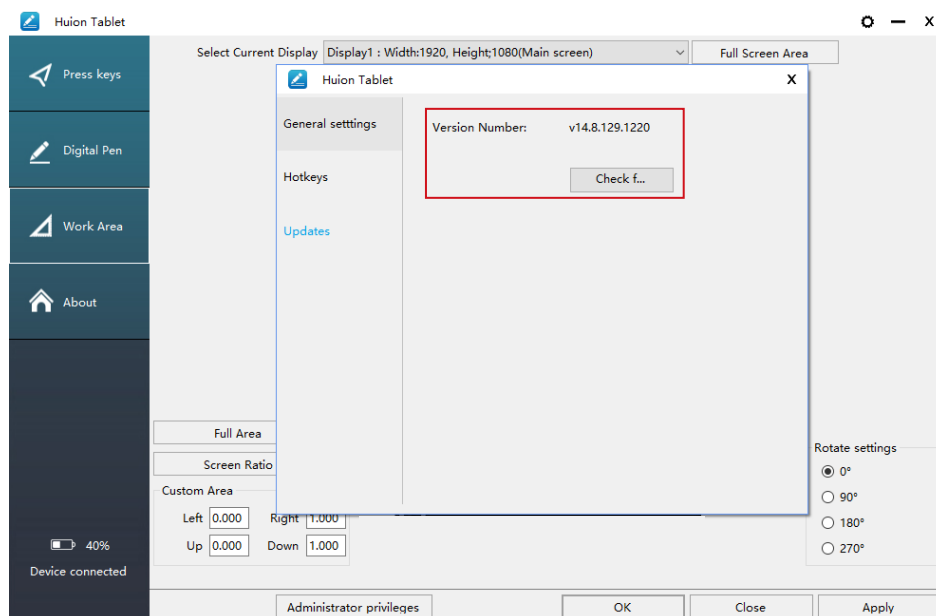 Huion Tablet
X
Select Current Display Display1 : Width:1920, Height;1080(Main screen) Full Screen Area
Press keys
Digital Pen
Work Area
About
40%
Device connected
Huion Tablet
X
General setttings
Hotkeys
Updates
Version Number: v14.8.129.1220
Check f...
Full Area
Screen Ratio
Custom Area
Left 0.000 Right 1.000
Up 0.000 Down 1.000
Rotate settings
0°
90°
180°
270°
Administrator privileges OK Close Apply